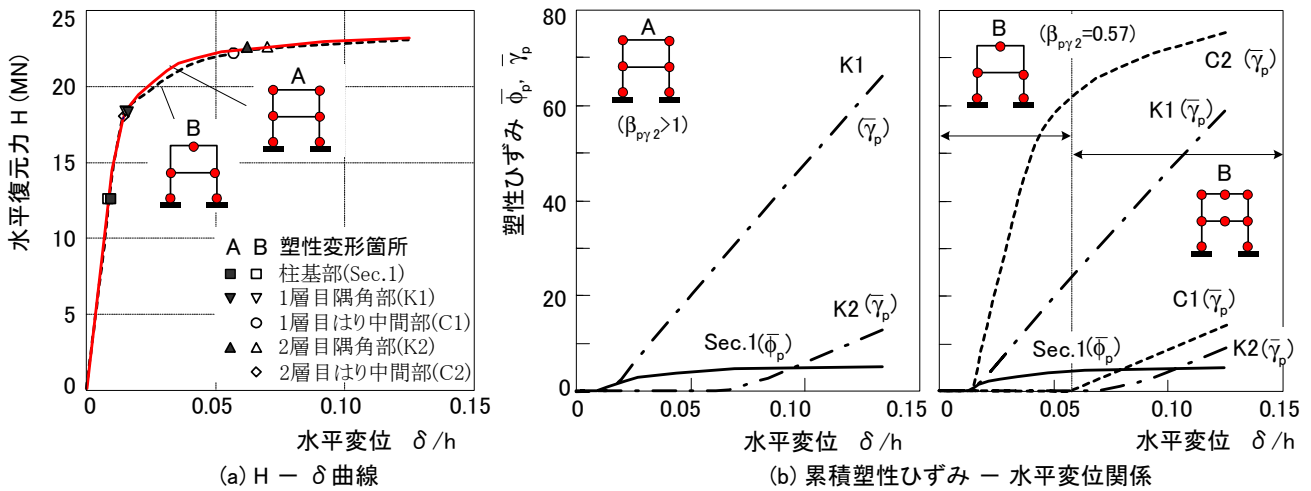 水平復元力 H (MN)
25
20
15
10
5
0
A
B
A B 塑性変形箇所
柱基部(Sec.1)
1層目隅角部(K1)
1層目はり中間部(C1)
2層目隅角部(K2)
2層目はり中間部(C2)
0 0.05 0.10 0.15
水平変位 δ/h
(a) H － δ 曲線
塑性ひずみ φ̄p, γ̄p
80
60
40
20
0
A
(βpγ2>1)
K1
(γ̄p)
K2(γ̄p)
Sec.1(φ̄p)
0 0.05 0.10 0.15
水平変位 δ/h
B
(βpγ2=0.57)
C2
(γ̄p)
K1(γ̄p)
B
C1(γ̄p)
Sec.1(φ̄p)
K2(γ̄p)
0 0.05 0.10 0.15
水平変位 δ/h
(b) 累積塑性ひずみ － 水平変位関係